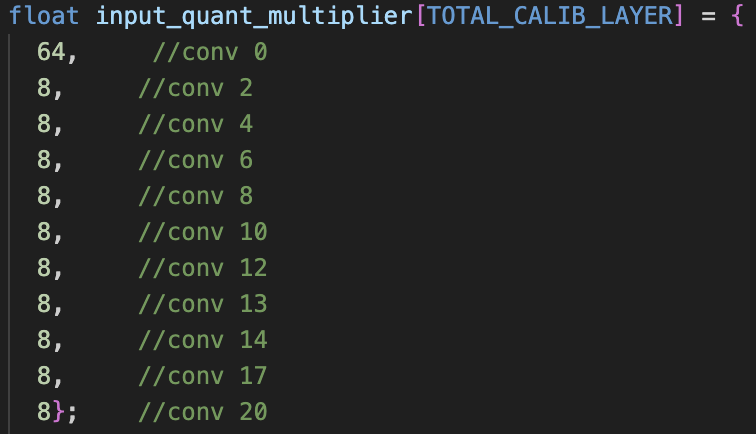 float input_quant_multiplier[TOTAL_CALIB_LAYER] = {
64, //conv 0
8, //conv 2
8, //conv 4
8, //conv 6
8, //conv 8
8, //conv 10
8, //conv 12
8, //conv 13
8, //conv 14
8, //conv 17
8}; //conv 20